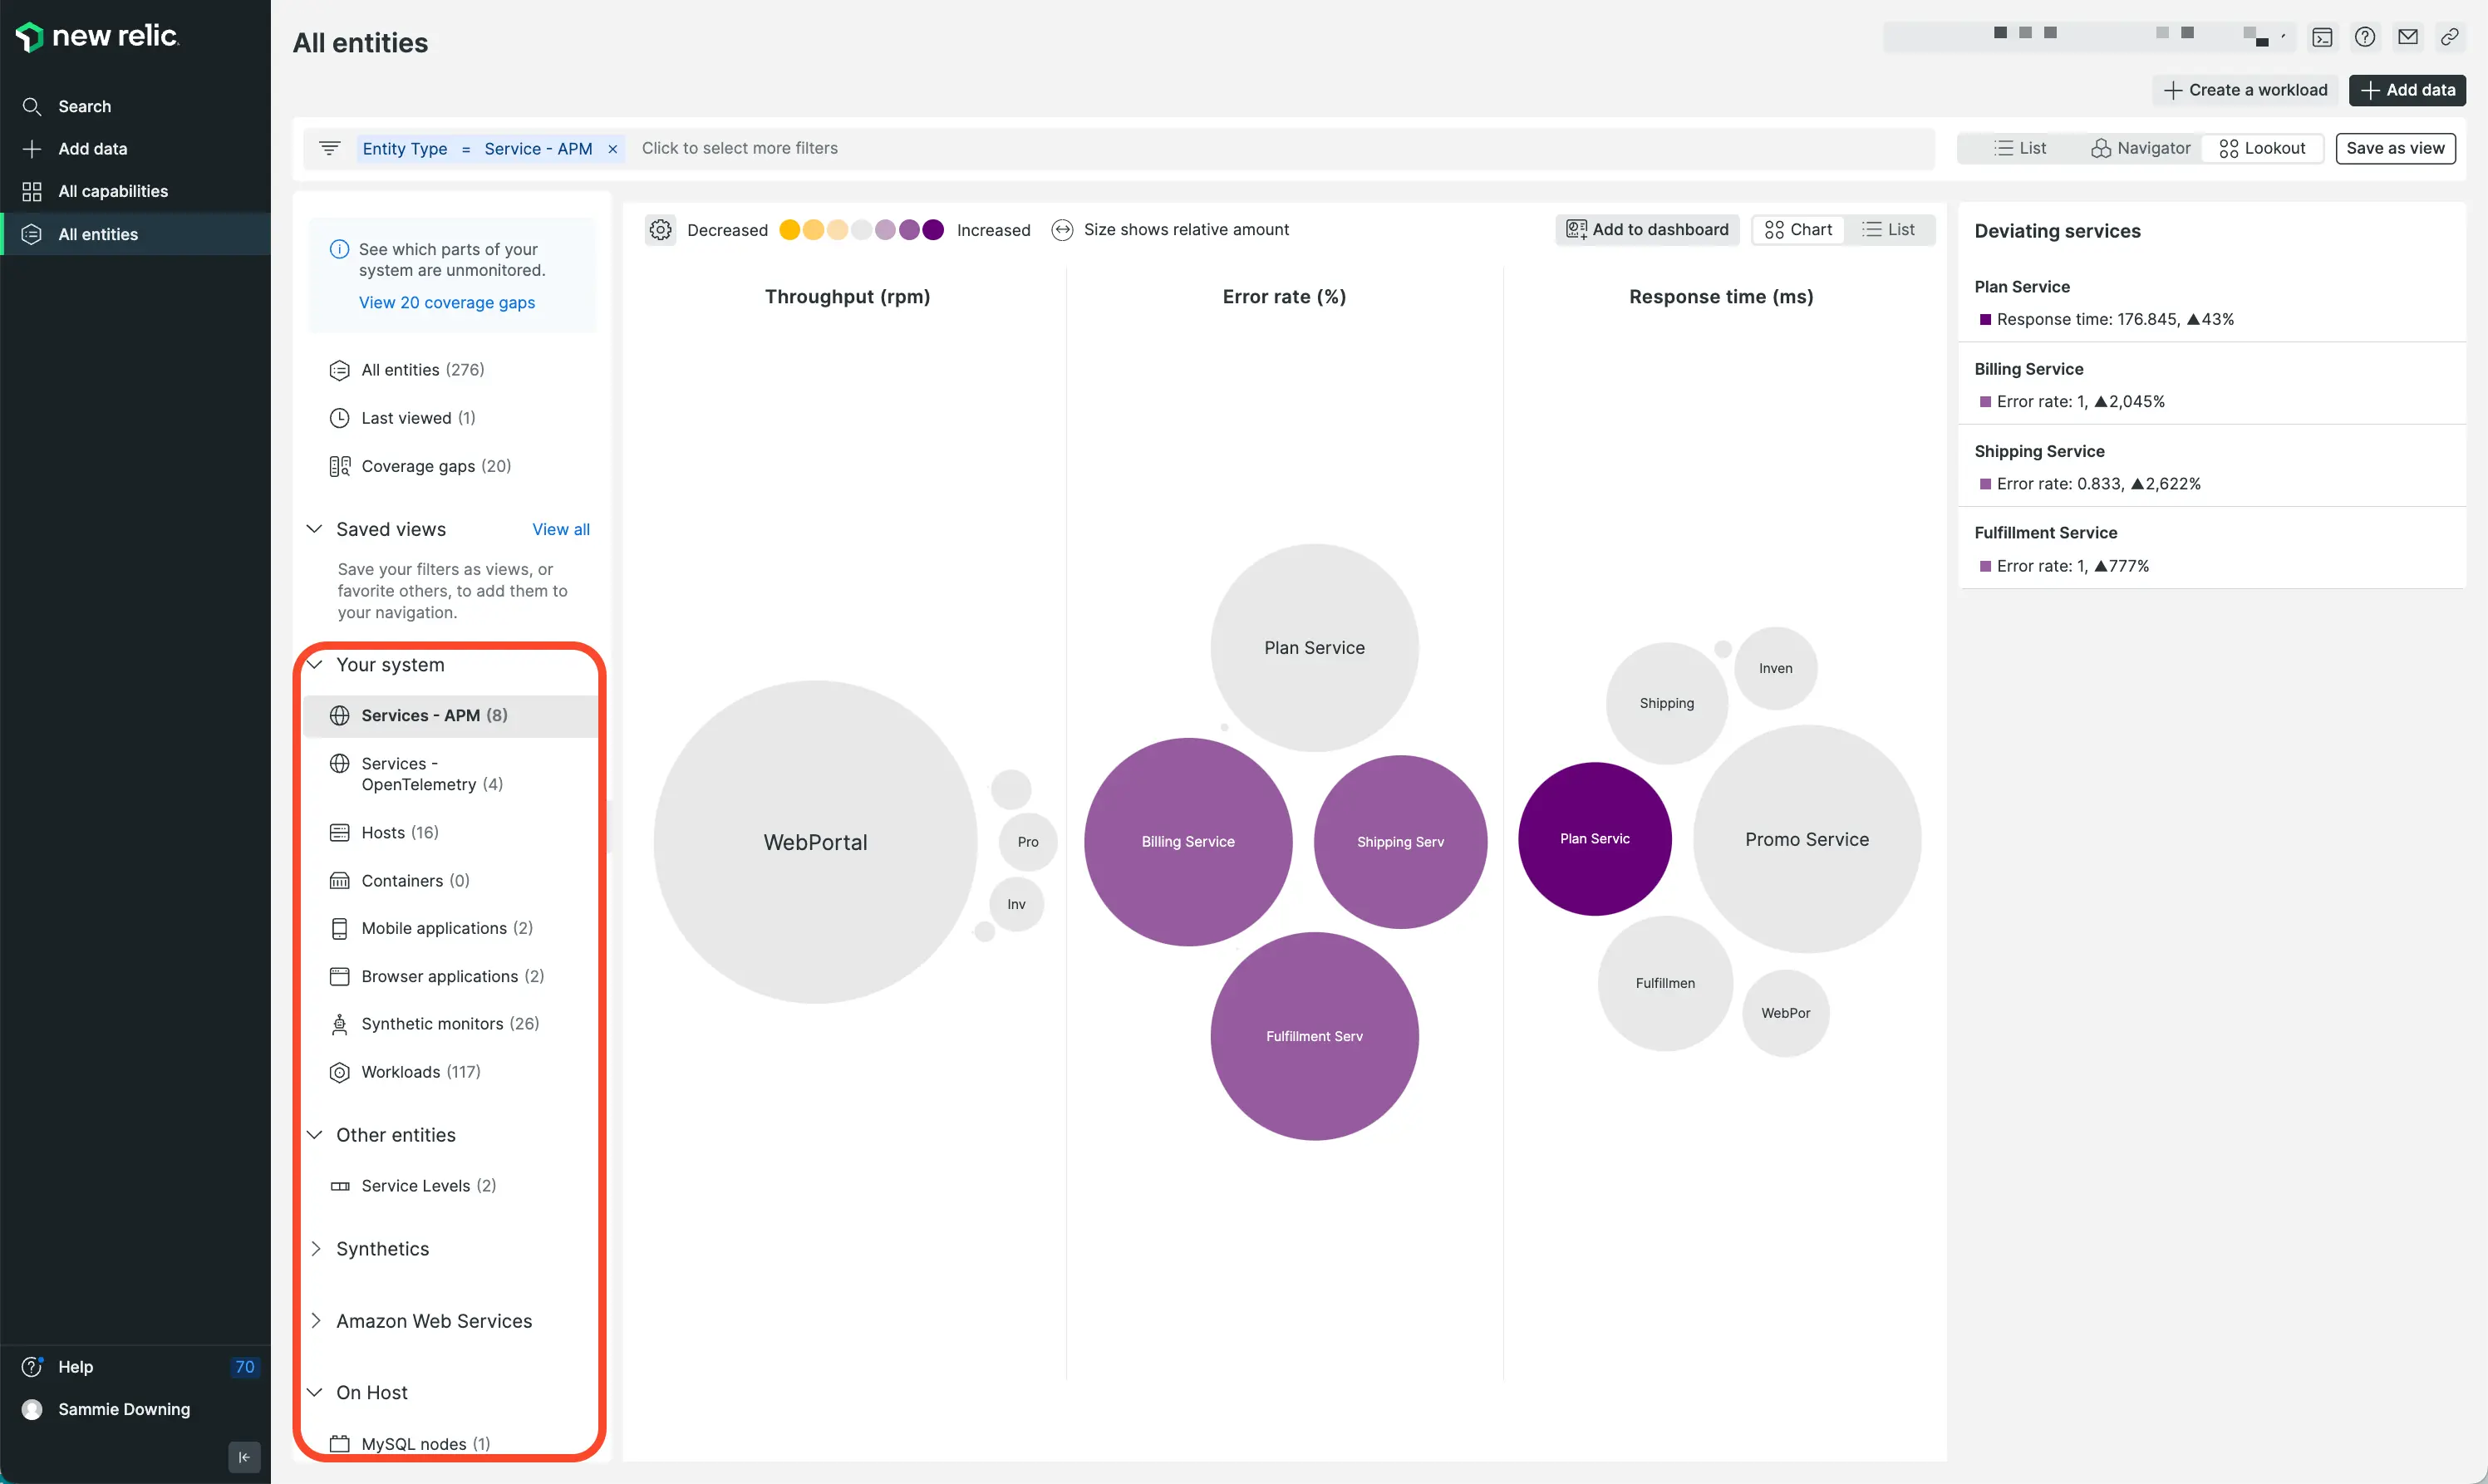 new relic
Search
Add data
All capabilities
All entities
Help 70
Sammie Downing
All entities
Create a workload
Add data
Entity Type = Service - APM ×
Click to select more filters
List
Navigator
Lookout
Save as view
See which parts of your
system are unmonitored.
View 20 coverage gaps
All entities (276)
Last viewed (1)
Coverage gaps (20)
Saved views View all
Save your filters as views, or
favorite others, to add them to
your navigation.
Your system
Services - APM (8)
Services -
OpenTelemetry (4)
Hosts (16)
Containers (0)
Mobile applications (2)
Browser applications (2)
Synthetic monitors (26)
Workloads (117)
Other entities
Service Levels (2)
Synthetics
Amazon Web Services
On Host
MySQL nodes (1)
Decreased
Increased
Size shows relative amount
Add to dashboard
Chart
List
Throughput (rpm)
WebPortal
Pro
Inv
Error rate (%)
Plan Service
Billing Service
Shipping Serv
Fulfillment Serv
Response time (ms)
Shipping
Inven
Plan Servic
Promo Service
Fulfillmen
WebPor
Deviating services
Plan Service
Response time: 176.845, ▲43%
Billing Service
Error rate: 1, ▲2,045%
Shipping Service
Error rate: 0.833, ▲2,622%
Fulfillment Service
Error rate: 1, ▲777%